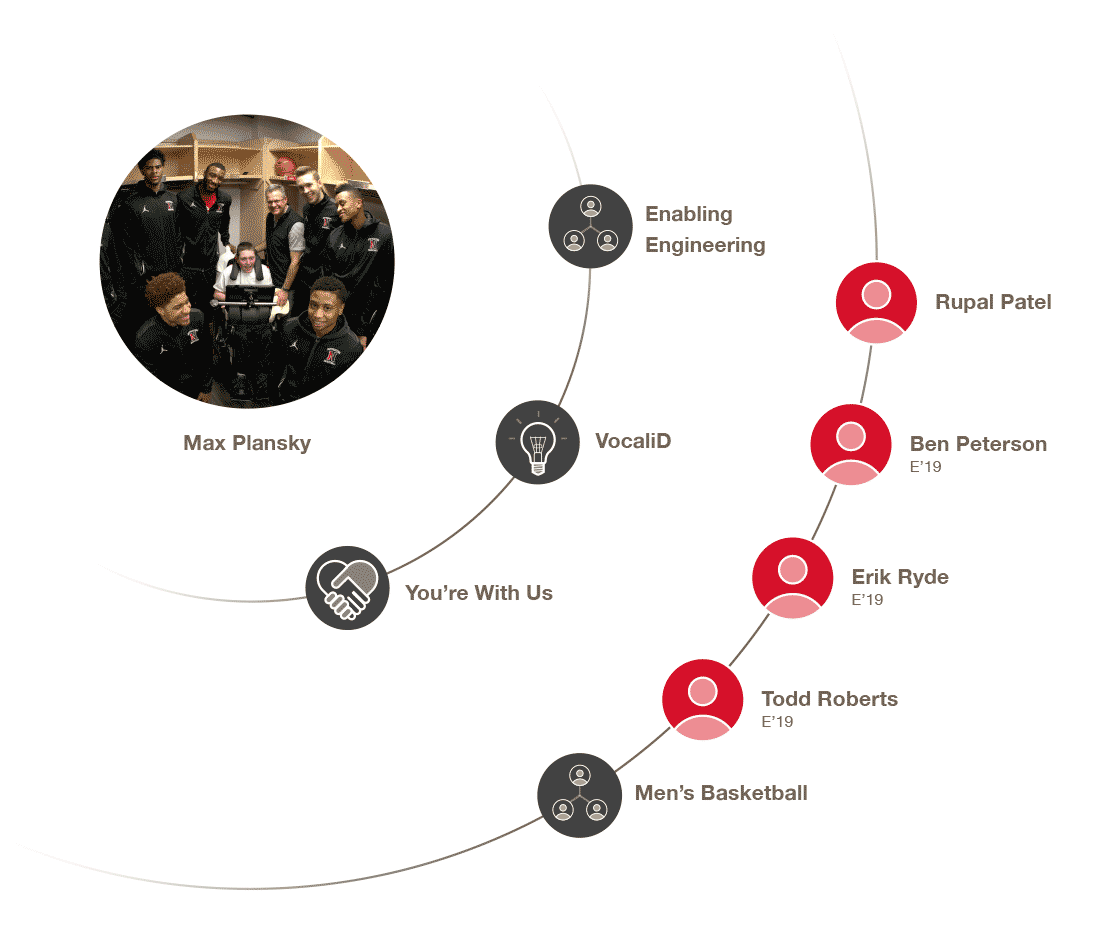 Enabling
Engineering
Rupal Patel
Max Plansky
VocaliD
Ben Peterson
E’19
You’re With Us
Erik Ryde
E’19
Todd Roberts
E’19
Men’s Basketball